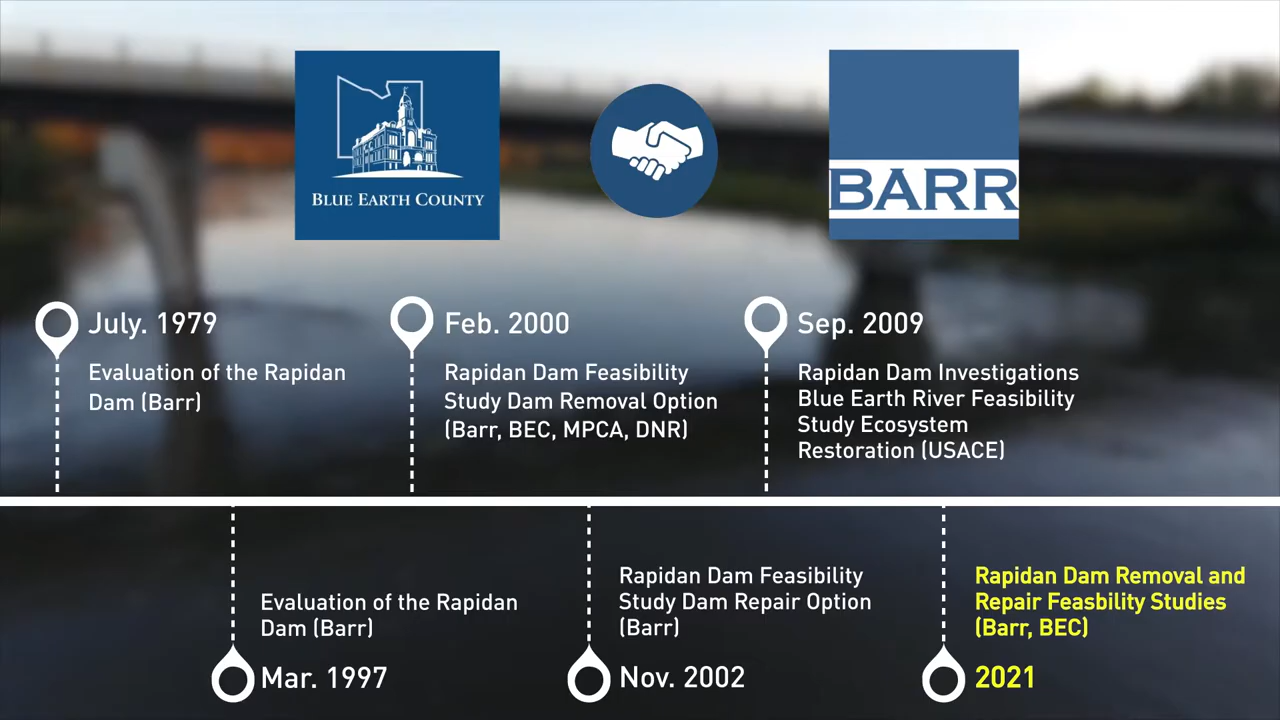 BLUE EARTH COUNTY
BARR
July. 1979
Evaluation of the Rapidan
Dam (Barr)
Feb. 2000
Rapidan Dam Feasibility
Study Dam Removal Option
(Barr, BEC, MPCA, DNR)
Sep. 2009
Rapidan Dam Investigations
Blue Earth River Feasibility
Study Ecosystem
Restoration (USACE)
Evaluation of the Rapidan
Dam (Barr)
Mar. 1997
Rapidan Dam Feasibility
Study Dam Repair Option
(Barr)
Nov. 2002
Rapidan Dam Removal and
Repair Feasbility Studies
(Barr, BEC)
2021